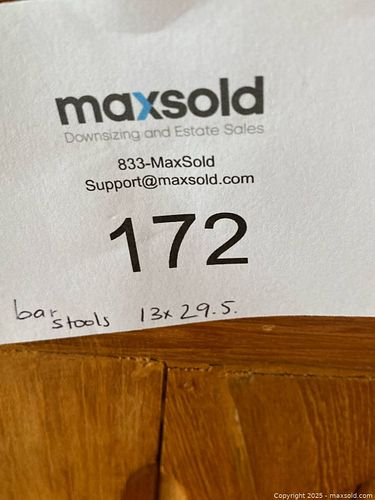 maxsold
Downsizing and Estate Sales
833-MaxSold
Support@maxsold.com
172
bar stools 13x 29.5.
Copyright 2025 - maxsold.com